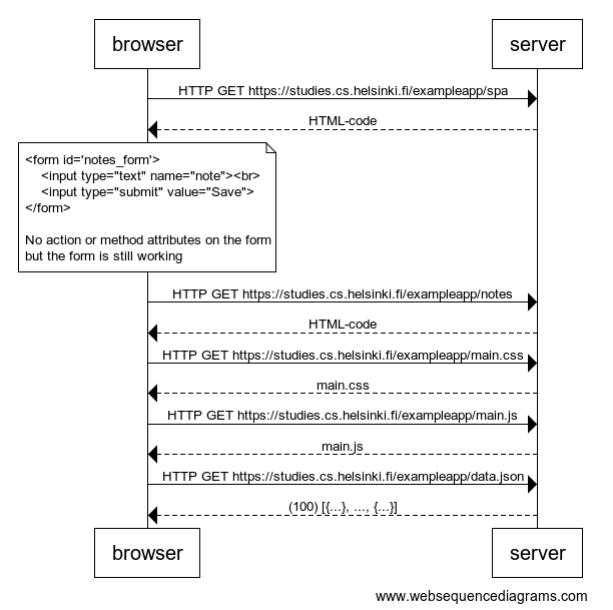 browser
server
HTTP GET https://studies.cs.helsinki.fi/exampleapp/spa
HTML-code
<form id='notes_form'>
<input type="text" name="note"><br>
<input type="submit" value="Save">
</form>
No action or method attributes on the form
but the form is still working
HTTP GET https://studies.cs.helsinki.fi/exampleapp/notes
HTML-code
HTTP GET https://studies.cs.helsinki.fi/exampleapp/main.css
main.css
HTTP GET https://studies.cs.helsinki.fi/exampleapp/main.js
main.js
HTTP GET https://studies.cs.helsinki.fi/exampleapp/data.json
(100) [{...}, ..., {...}]
browser
server
www.websequencediagrams.com